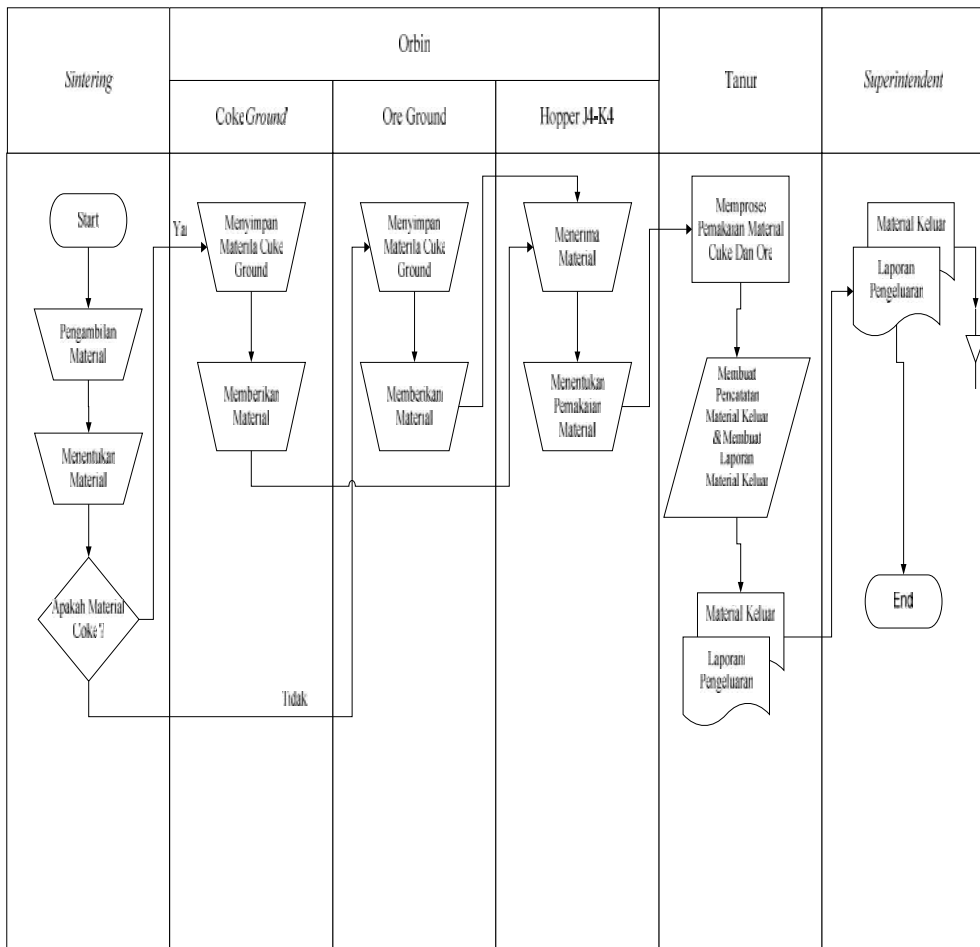 Sintering
Orbin
Tanur
Superintendent
Coke Ground
Ore Ground
Hopper J4-K4
Start
Pengambilan
Material
Menentukan
Material
Apakah Material
Coke ?
Ya
Tidak
Menyimpan
Materila Cuke
Ground
Memberikan
Material
Menyimpan
Materila Cuke
Ground
Memberikan
Material
Menerima
Material
Menentukan
Pemakaian
Material
Memproses
Pemakaian Material
Cuke Dan Ore
Membuat
Pencatatan
Material Keluar
& Membuat
Laporan
Material Keluar
Material Keluar
Laporan
Pengeluaran
Material Keluar
Laporan
Pengeluaran
End